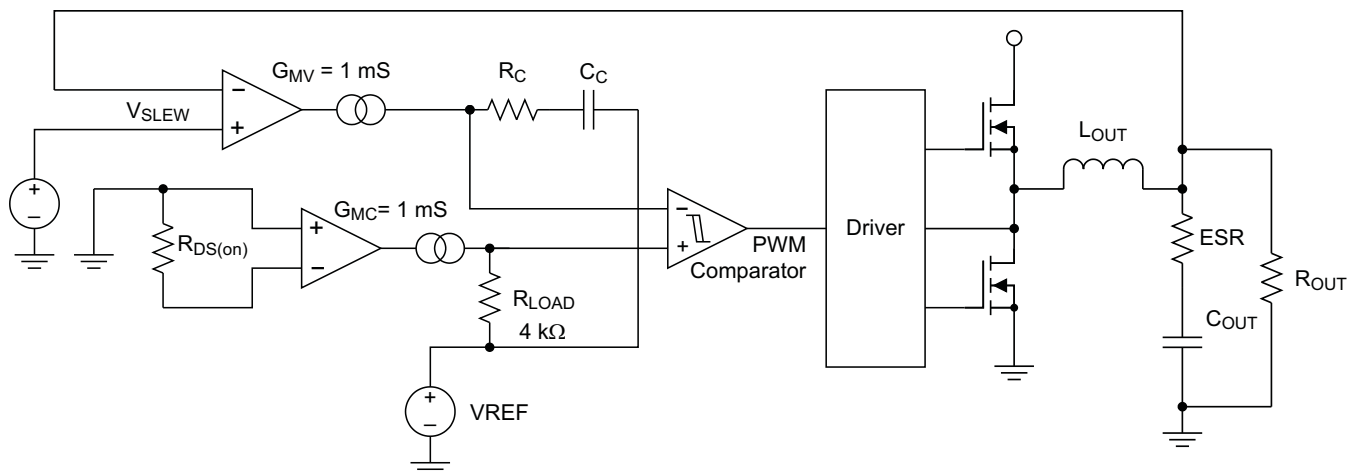 G_MV = 1 mS
R_C
C_C
−
V_SLEW
+
L_OUT
+
−
G_MC= 1 mS
R_DS(on)
+
−
−
+
PWM
Comparator
Driver
ESR
R_OUT
R_LOAD
4 kΩ
C_OUT
+
−
VREF